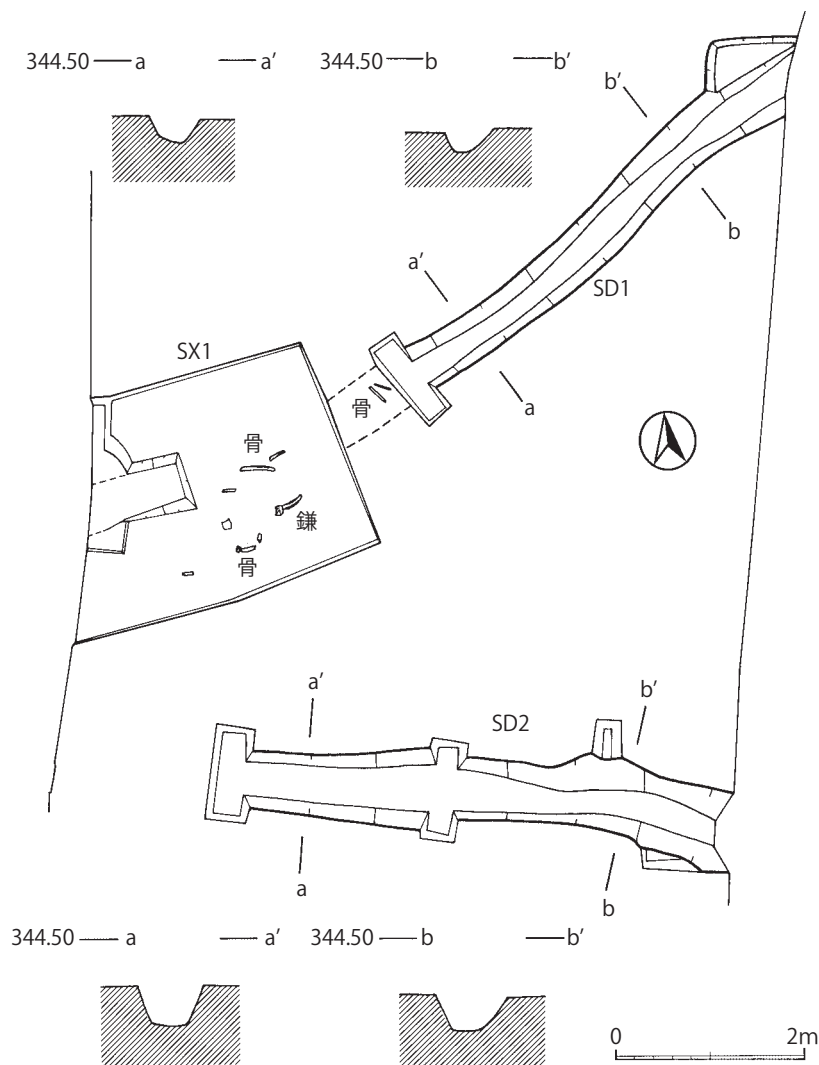 344.50 a a’ 344.50 b b’
b’
b
a’
SD1
SX1
骨
a
骨
鎌
骨
a’ b’
SD2
a
b
344.50 a a’ 344.50 b b’
0 2m